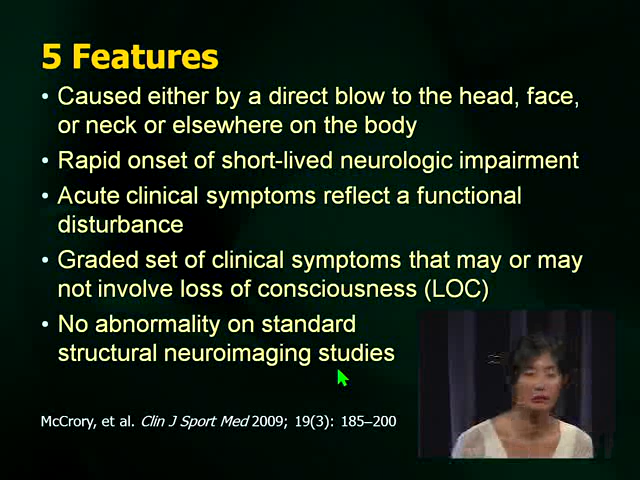 5 Features
• Caused either by a direct blow to the head, face,
or neck or elsewhere on the body
• Rapid onset of short-lived neurologic impairment
• Acute clinical symptoms reflect a functional
disturbance
• Graded set of clinical symptoms that may or may
not involve loss of consciousness (LOC)
• No abnormality on standard
structural neuroimaging studies
McCrory, et al. Clin J Sport Med 2009; 19(3): 185–200